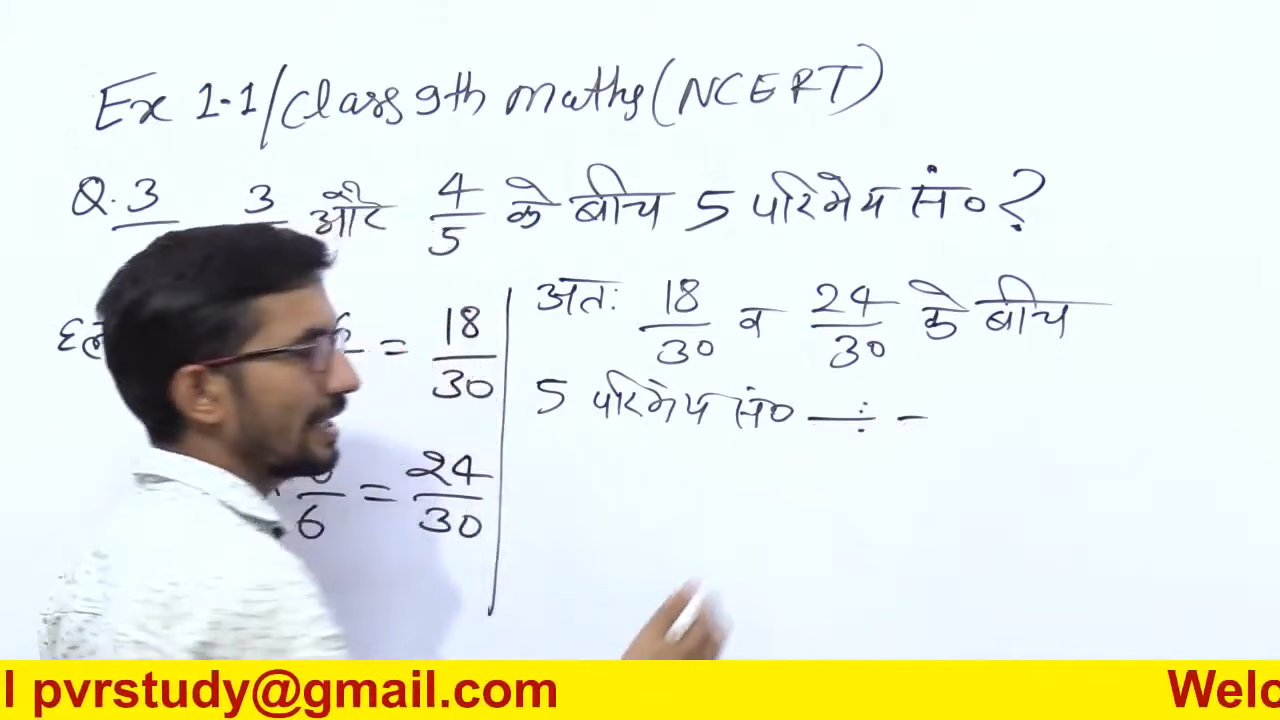 Ex 1.1/Class 9th maths (NCERT)
Q.3 3 और 4/5 के बीच 5 परिमेय सं० ?
= 18/30
6 = 24/30
अतः 18/30 व 24/30 के बीच
5 परिमेय सं० —÷ -
l pvrstudy@gmail.com Welc